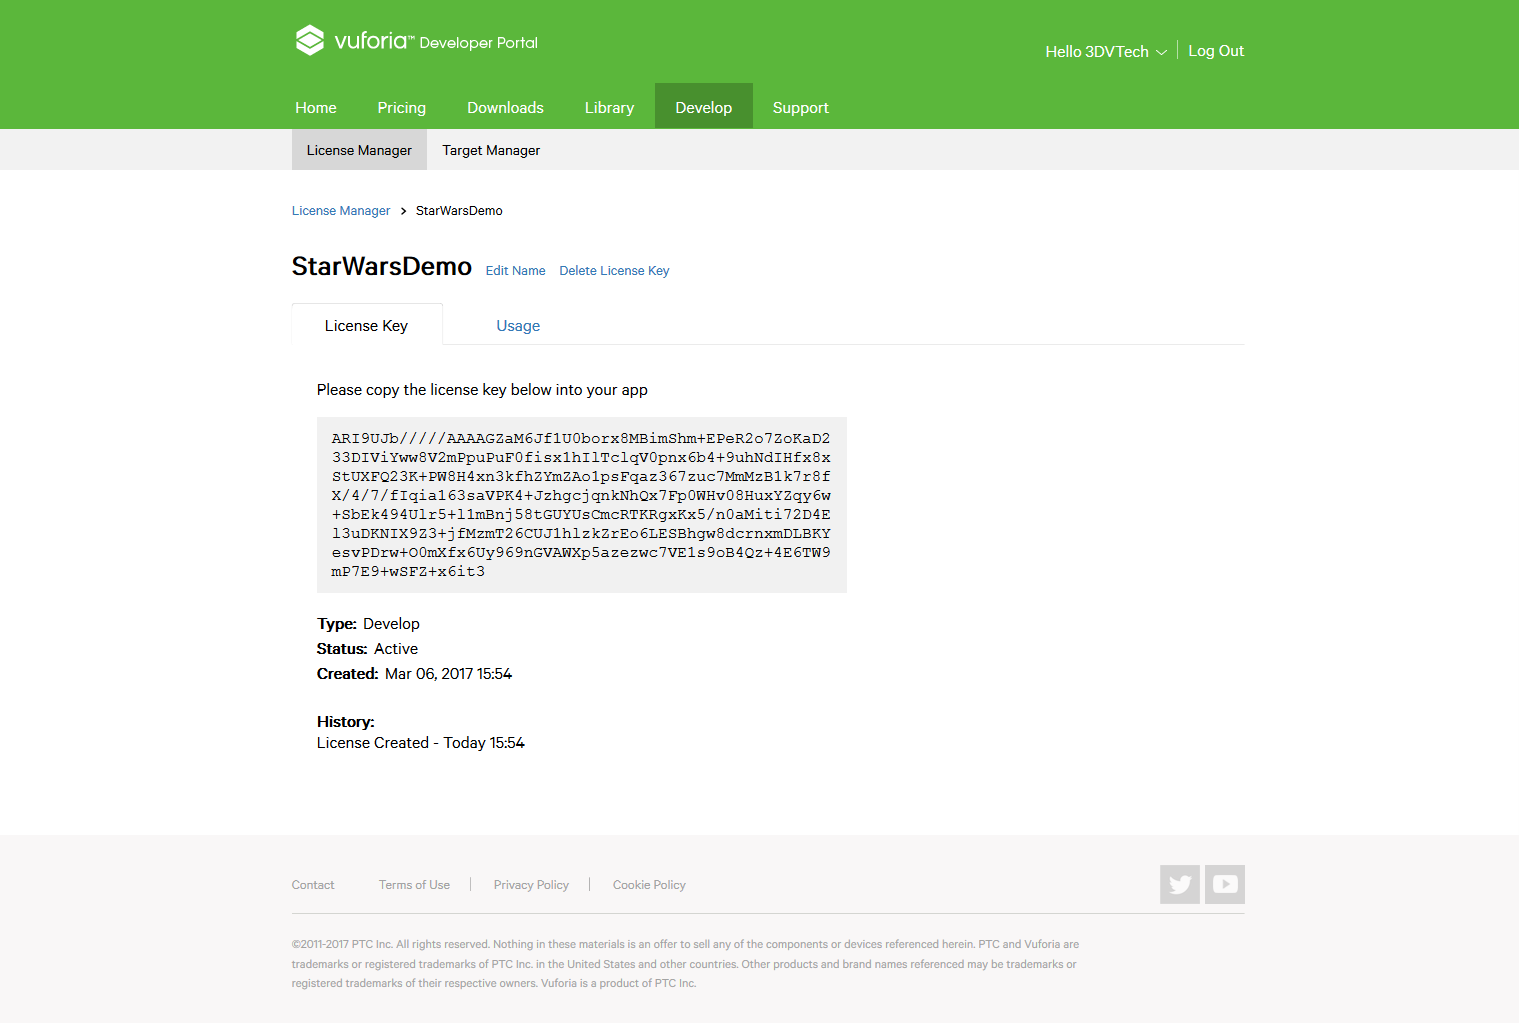 vuforia™ Developer Portal
Hello 3DVTech
Log Out
Home Pricing Downloads Library Develop Support
License Manager Target Manager
License Manager > StarWarsDemo
StarWarsDemo Edit Name Delete License Key
License Key Usage
Please copy the license key below into your app
ARI9UJb/////AAAAGZaM6Jf1U0borx8MBimShm+EPeR2o7ZoKaD2
33DIViYww8V2mPpuPuF0fisx1hIlTclqV0pnx6b4+9uhNdIHfx8x
StUXFQ23K+PW8H4xn3kfhZYmZAo1psFqaz367zuc7MmMzB1k7r8f
X/4/7/fIqia163saVPK4+JzhgcjqnkNhQx7Fp0WHv08HuxYZqy6w
+SbEk494Ulr5+l1mBnj58tGUYUsCmcRTKRgxKx5/n0aMiti72D4E
l3uDKNIX9Z3+jfMzmT26CUJ1hlzkZrEo6LESBhgw8dcrnxmDLBKY
esvPDrw+O0mXfx6Uy969nGVAWXp5azezwc7VE1s9oB4Qz+4E6TW9
mP7E9+wSFZ+x6it3
Type: Develop
Status: Active
Created: Mar 06, 2017 15:54
History:
License Created - Today 15:54
Contact Terms of Use | Privacy Policy | Cookie Policy
©2011-2017 PTC Inc. All rights reserved. Nothing in these materials is an offer to sell any of the components or devices referenced herein. PTC and Vuforia are
trademarks or registered trademarks of PTC Inc. in the United States and other countries. Other products and brand names referenced may be trademarks or
registered trademarks of their respective owners. Vuforia is a product of PTC Inc.